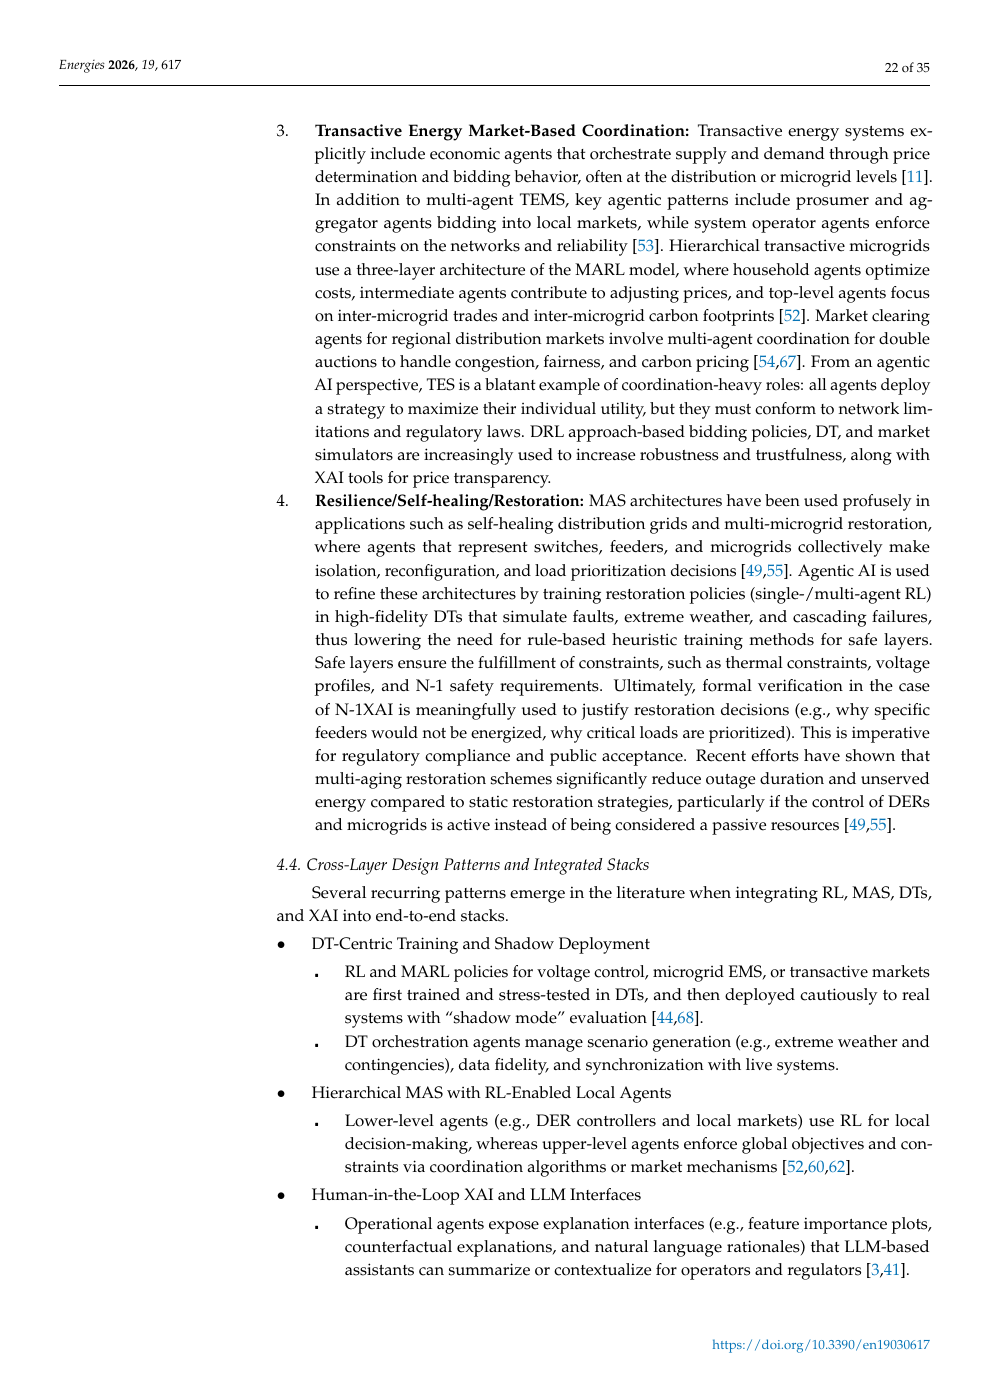 Energies 2026, 19, 617
22 of 35
3. Transactive Energy Market-Based Coordination: Transactive energy systems ex-
plicitly include economic agents that orchestrate supply and demand through price
determination and bidding behavior, often at the distribution or microgrid levels [11].
In addition to multi-agent TEMS, key agentic patterns include prosumer and ag-
gregator agents bidding into local markets, while system operator agents enforce
constraints on the networks and reliability [53]. Hierarchical transactive microgrids
use a three-layer architecture of the MARL model, where household agents optimize
costs, intermediate agents contribute to adjusting prices, and top-level agents focus
on inter-microgrid trades and inter-microgrid carbon footprints [52]. Market clearing
agents for regional distribution markets involve multi-agent coordination for double
auctions to handle congestion, fairness, and carbon pricing [54,67]. From an agentic
AI perspective, TES is a blatant example of coordination-heavy roles: all agents deploy
a strategy to maximize their individual utility, but they must conform to network lim-
itations and regulatory laws. DRL approach-based bidding policies, DT, and market
simulators are increasingly used to increase robustness and trustfulness, along with
XAI tools for price transparency.
4. Resilience/Self-healing/Restoration: MAS architectures have been used profusely in
applications such as self-healing distribution grids and multi-microgrid restoration,
where agents that represent switches, feeders, and microgrids collectively make
isolation, reconfiguration, and load prioritization decisions [49,55]. Agentic AI is used
to refine these architectures by training restoration policies (single-/multi-agent RL)
in high-fidelity DTs that simulate faults, extreme weather, and cascading failures,
thus lowering the need for rule-based heuristic training methods for safe layers.
Safe layers ensure the fulfillment of constraints, such as thermal constraints, voltage
profiles, and N-1 safety requirements. Ultimately, formal verification in the case
of N-1XAI is meaningfully used to justify restoration decisions (e.g., why specific
feeders would not be energized, why critical loads are prioritized). This is imperative
for regulatory compliance and public acceptance. Recent efforts have shown that
multi-aging restoration schemes significantly reduce outage duration and unserved
energy compared to static restoration strategies, particularly if the control of DERs
and microgrids is active instead of being considered a passive resources [49,55].
4.4. Cross-Layer Design Patterns and Integrated Stacks
Several recurring patterns emerge in the literature when integrating RL, MAS, DTs,
and XAI into end-to-end stacks.
● DT-Centric Training and Shadow Deployment
▪ RL and MARL policies for voltage control, microgrid EMS, or transactive markets
are first trained and stress-tested in DTs, and then deployed cautiously to real
systems with “shadow mode” evaluation [44,68].
▪ DT orchestration agents manage scenario generation (e.g., extreme weather and
contingencies), data fidelity, and synchronization with live systems.
● Hierarchical MAS with RL-Enabled Local Agents
▪ Lower-level agents (e.g., DER controllers and local markets) use RL for local
decision-making, whereas upper-level agents enforce global objectives and con-
straints via coordination algorithms or market mechanisms [52,60,62].
● Human-in-the-Loop XAI and LLM Interfaces
▪ Operational agents expose explanation interfaces (e.g., feature importance plots,
counterfactual explanations, and natural language rationales) that LLM-based
assistants can summarize or contextualize for operators and regulators [3,41].
https://doi.org/10.3390/en19030617